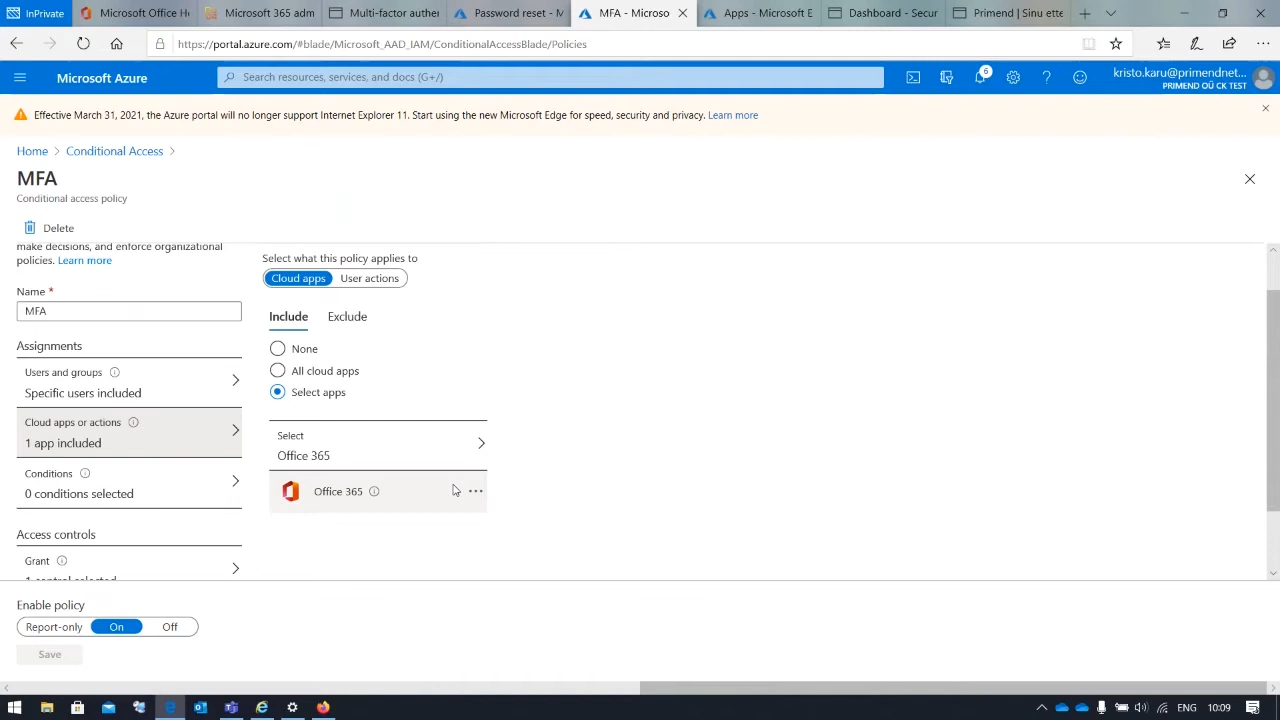 InPrivate
Microsoft Office Ho
Microsoft 365 adm
Multi-factor authen
Password reset - M
MFA - Microso
Apps - Microsoft E
Dashboard - Secur
Primend | Sinu ette
https://portal.azure.com/#blade/Microsoft_AAD_IAM/ConditionalAccessBlade/Policies
Microsoft Azure
Search resources, services, and docs (G+/)
6
kristo.karu@primendnet...
PRIMEND OÜ CK TEST
Effective March 31, 2021, the Azure portal will no longer support Internet Explorer 11. Start using the new Microsoft Edge for speed, security and privacy. Learn more
Home > Conditional Access >
MFA
Conditional access policy
Delete
make decisions, and enforce organizational
policies. Learn more
Name *
MFA
Assignments
Users and groups
Specific users included
Cloud apps or actions
1 app included
Conditions
0 conditions selected
Access controls
Grant
1 control selected
Select what this policy applies to
Cloud apps User actions
Include Exclude
None
All cloud apps
Select apps
Select
Office 365
Office 365
Enable policy
Report-only On Off
Save
ENG 10:09